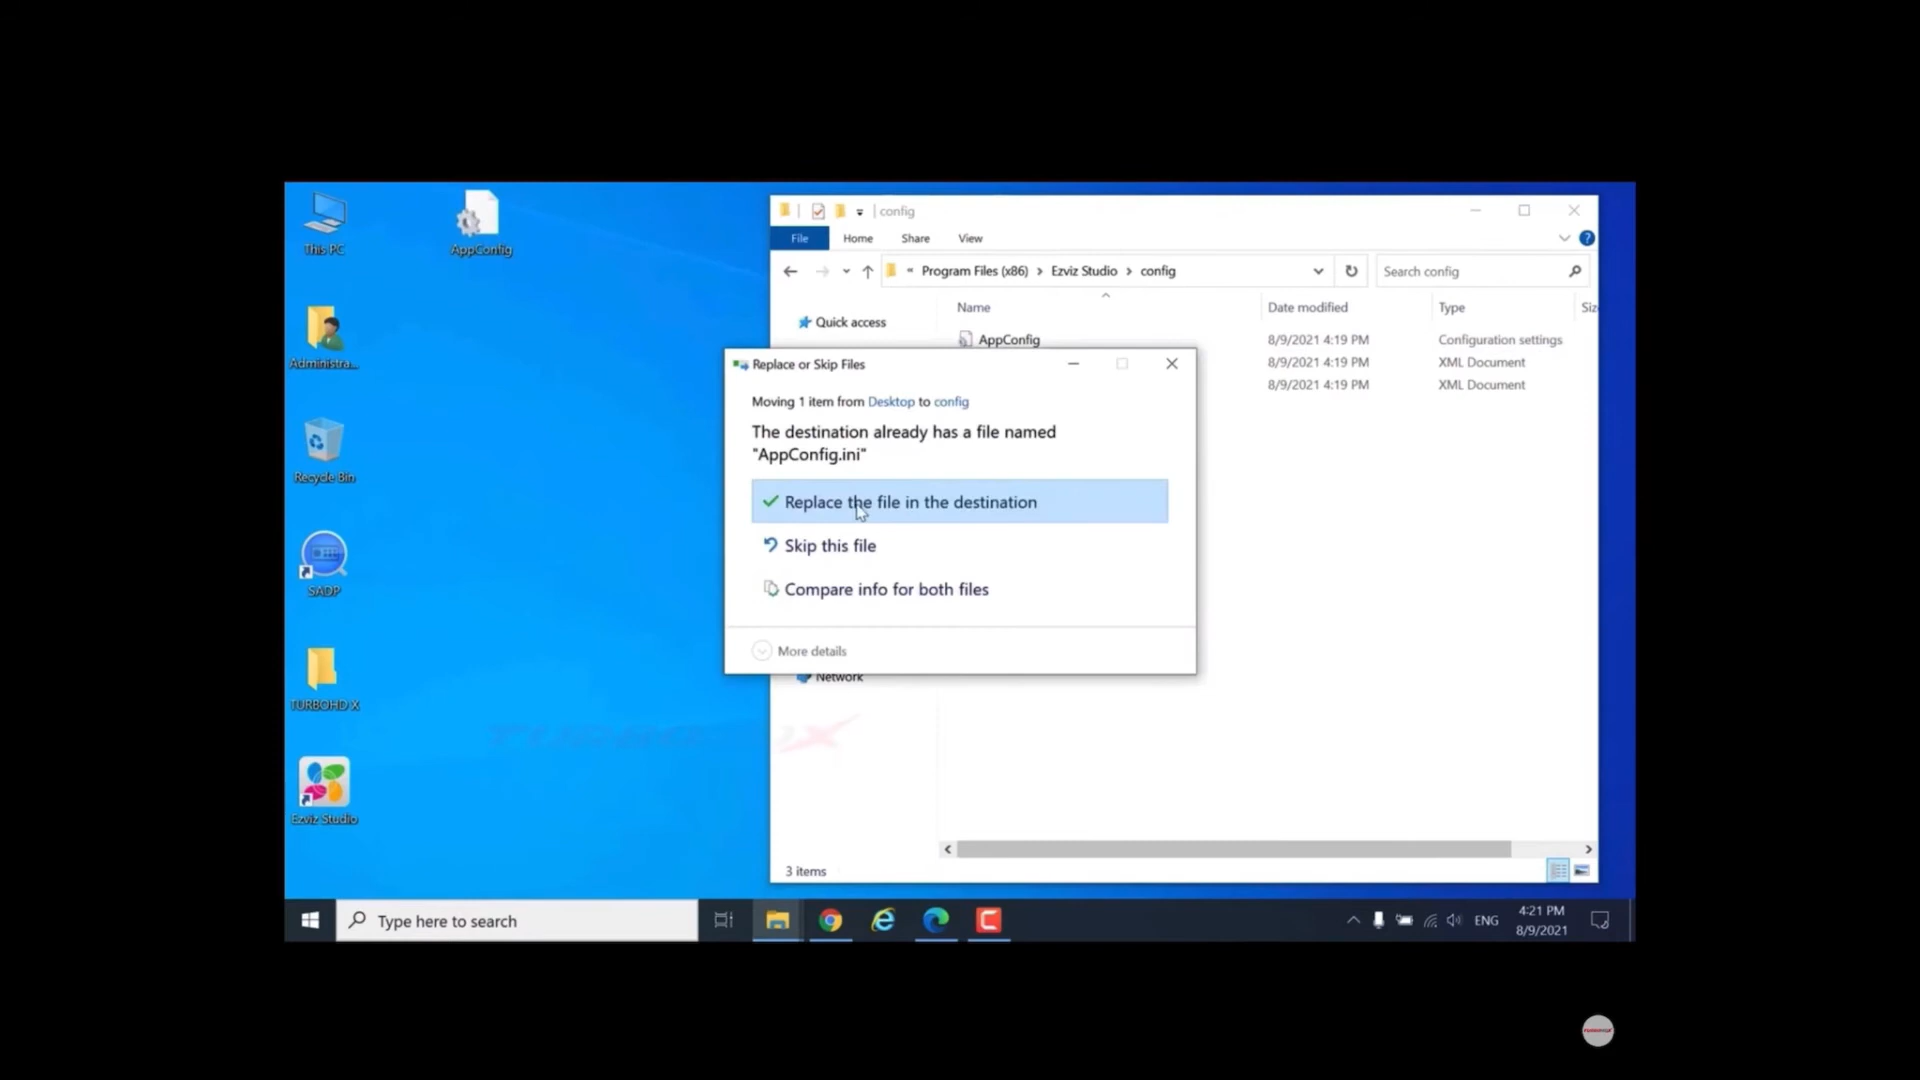 This PC
AppConfig
Administra...
Recycle Bin
SADP
TURBOHD X
Ezviz Studio
config
File
Home
Share
View
« Program Files (x86) > Ezviz Studio > config
Search config
Name
Date modified
Type
Siz
Quick access
AppConfig
8/9/2021 4:19 PM
Configuration settings
8/9/2021 4:19 PM
XML Document
8/9/2021 4:19 PM
XML Document
Replace or Skip Files
Moving 1 item from Desktop to config
The destination already has a file named
"AppConfig.ini"
Replace the file in the destination
Skip this file
Compare info for both files
More details
Network
3 items
Type here to search
ENG
4:21 PM
8/9/2021